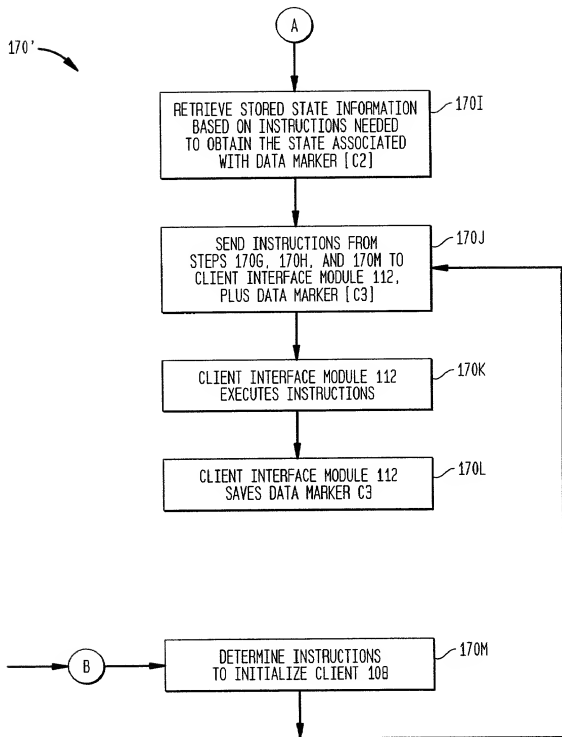 A
170'
RETRIEVE STORED STATE INFORMATION
BASED ON INSTRUCTIONS NEEDED
TO OBTAIN THE STATE ASSOCIATED
WITH DATA MARKER [C2]
170I
SEND INSTRUCTIONS FROM
STEPS 170G, 170H, AND 170M TO
CLIENT INTERFACE MODULE 112,
PLUS DATA MARKER [C3]
170J
CLIENT INTERFACE MODULE 112
EXECUTES INSTRUCTIONS
170K
CLIENT INTERFACE MODULE 112
SAVES DATA MARKER C3
170L
B
DETERMINE INSTRUCTIONS
TO INITIALIZE CLIENT 108
170M